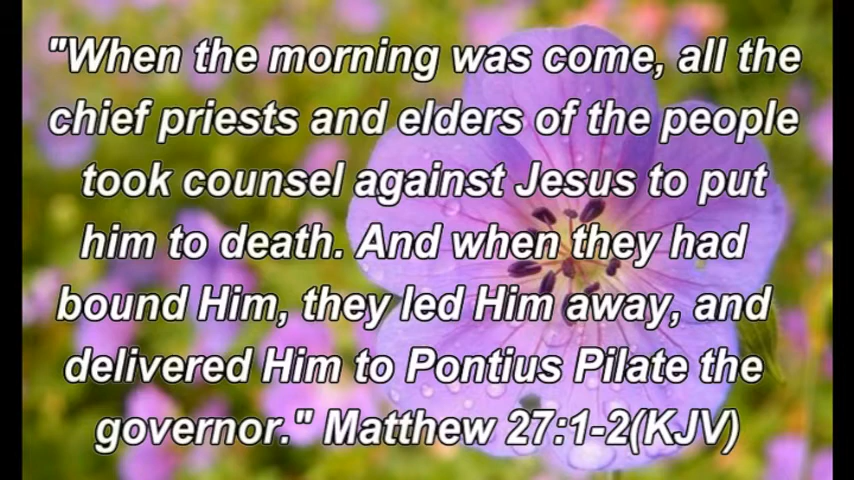 "When the morning was come, all the
chief priests and elders of the people
took counsel against Jesus to put
him to death. And when they had
bound Him, they led Him away, and
delivered Him to Pontius Pilate the
governor." Matthew 27:1-2(KJV)